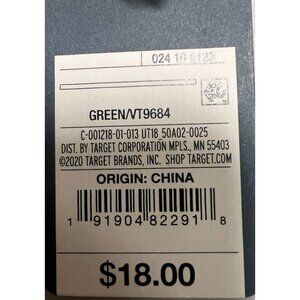 GREEN/VT9684
C-001218-01-013 UT18 50A02-0025
DIST. BY TARGET CORPORATION MPLS., MN 55403
©2020 TARGET BRANDS, INC. SHOP TARGET.COM
ORIGIN: CHINA
1 91904 82291 8
$18.00